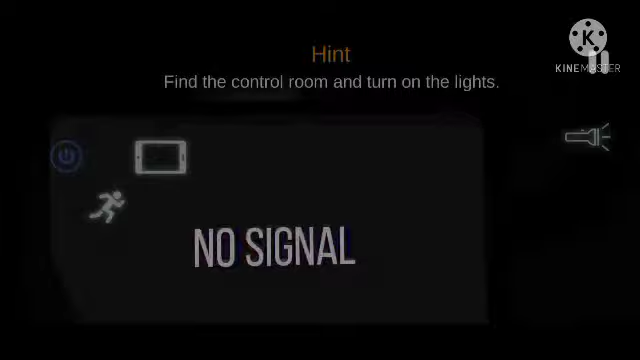 Hint
Find the control room and turn on the lights.
KINEMASTER
NO SIGNAL